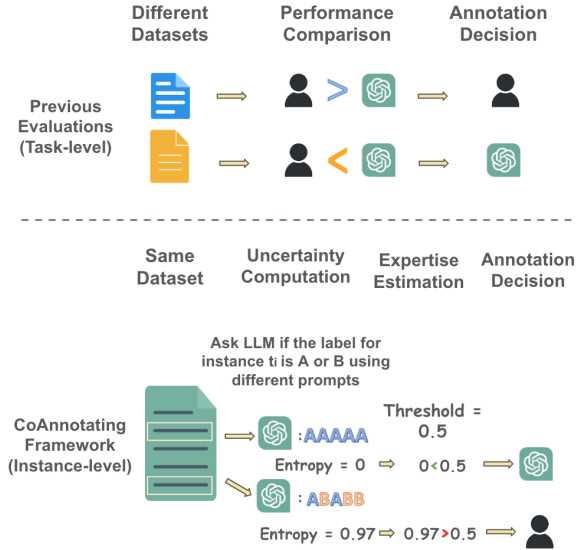 Different Datasets
Performance Comparison
Annotation Decision
Previous Evaluations (Task-level)
>
<
Same Dataset
Uncertainty Computation
Expertise Estimation
Annotation Decision
Ask LLM if the label for
instance ti is A or B using
different prompts
CoAnnotating Framework (Instance-level)
: AAAAA
Threshold = 0.5
Entropy = 0
0<0.5
: ABABB
Entropy = 0.97
0.97>0.5